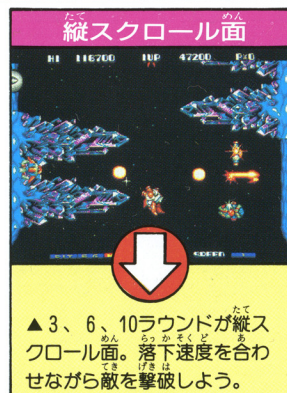 縦スクロール面
HI 116700 1UP 47200 P×0
SPEED
▲3、6、10ラウンドが縦ス
クロール面。落下速度を合わ
せながら敵を撃破しよう。